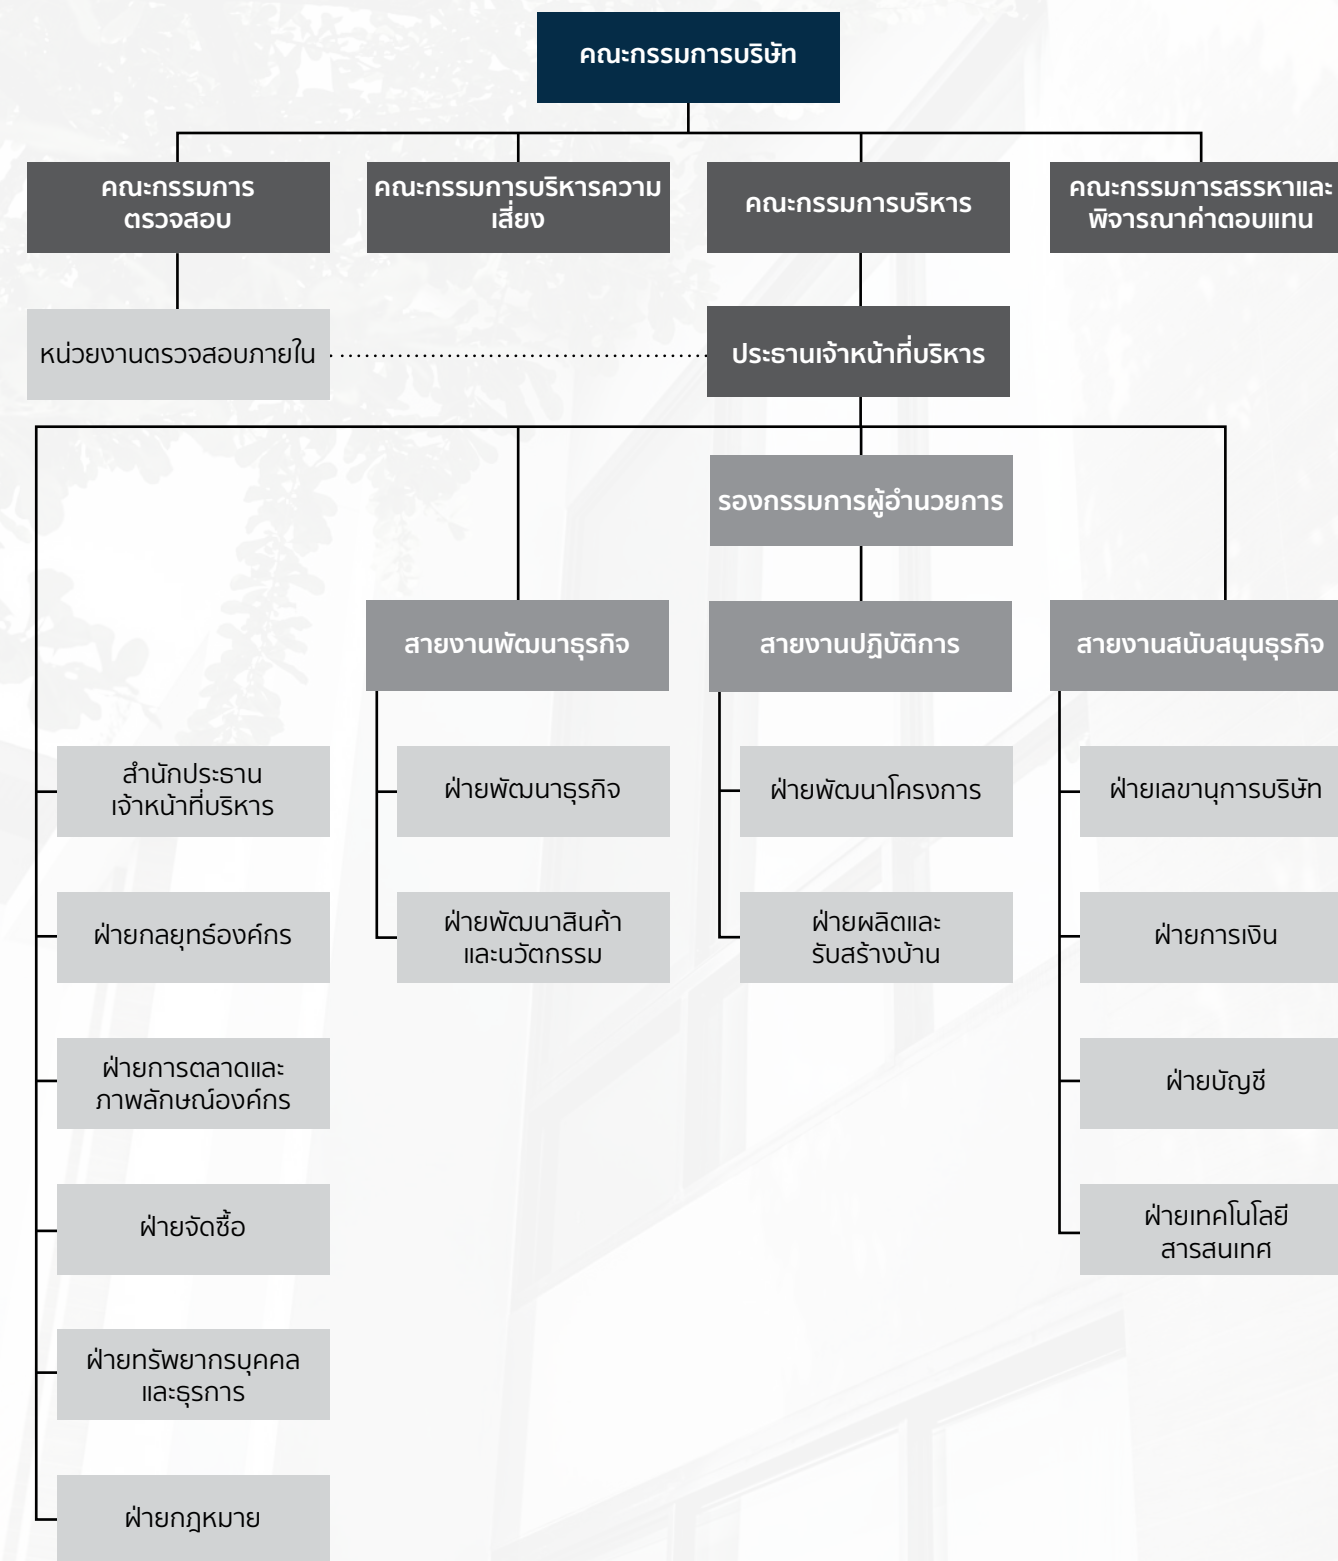 คณะกรรมการบริษัท
คณะกรรมการ
ตรวจสอบ
คณะกรรมการบริหารความ
เสี่ยง
คณะกรรมการบริหาร
คณะกรรมการสรรหาและ
พิจารณาค่าตอบแทน
หน่วยงานตรวจสอบภายใน
ประธานเจ้าหน้าที่บริหาร
รองกรรมการผู้อำนวยการ
สายงานพัฒนาธุรกิจ
สายงานปฏิบัติการ
สายงานสนับสนุนธุรกิจ
สำนักประธาน
เจ้าหน้าที่บริหาร
ฝ่ายพัฒนาธุรกิจ
ฝ่ายพัฒนาโครงการ
ฝ่ายเลขานุการบริษัท
ฝ่ายกลยุทธ์องค์กร
ฝ่ายพัฒนาสินค้า
และนวัตกรรม
ฝ่ายผลิตและ
รับสร้างบ้าน
ฝ่ายการเงิน
ฝ่ายการตลาดและ
ภาพลักษณ์องค์กร
ฝ่ายบัญชี
ฝ่ายจัดซื้อ
ฝ่ายเทคโนโลยี
สารสนเทศ
ฝ่ายทรัพยากรบุคคล
และธุรการ
ฝ่ายกฎหมาย